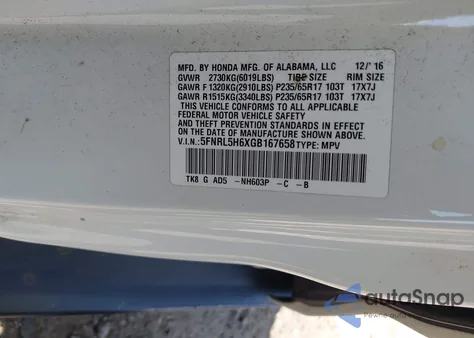 MFD. BY HONDA MFG. OF ALABAMA, LLC 12/16
GVWR 2730KG(6019LBS) TIRE SIZE RIM SIZE
GAWR F1320KG(2910LBS) P235/65R17 103T 17X7J
GAWR R1515KG(3340LBS) P235/65R17 103T 17X7J
THIS VEHICLE CONFORMS TO ALL APPLICABLE
FEDERAL MOTOR VEHICLE SAFETY
AND THEFT PREVENTION STANDARDS IN EFFECT ON
THE DATE OF MANUFACTURE SHOWN ABOVE.
V.I.N.: 5FNRL5H6XGB167658 TYPE: MPV
TK8 G AD5 -NH603P -C -B
autoSnap